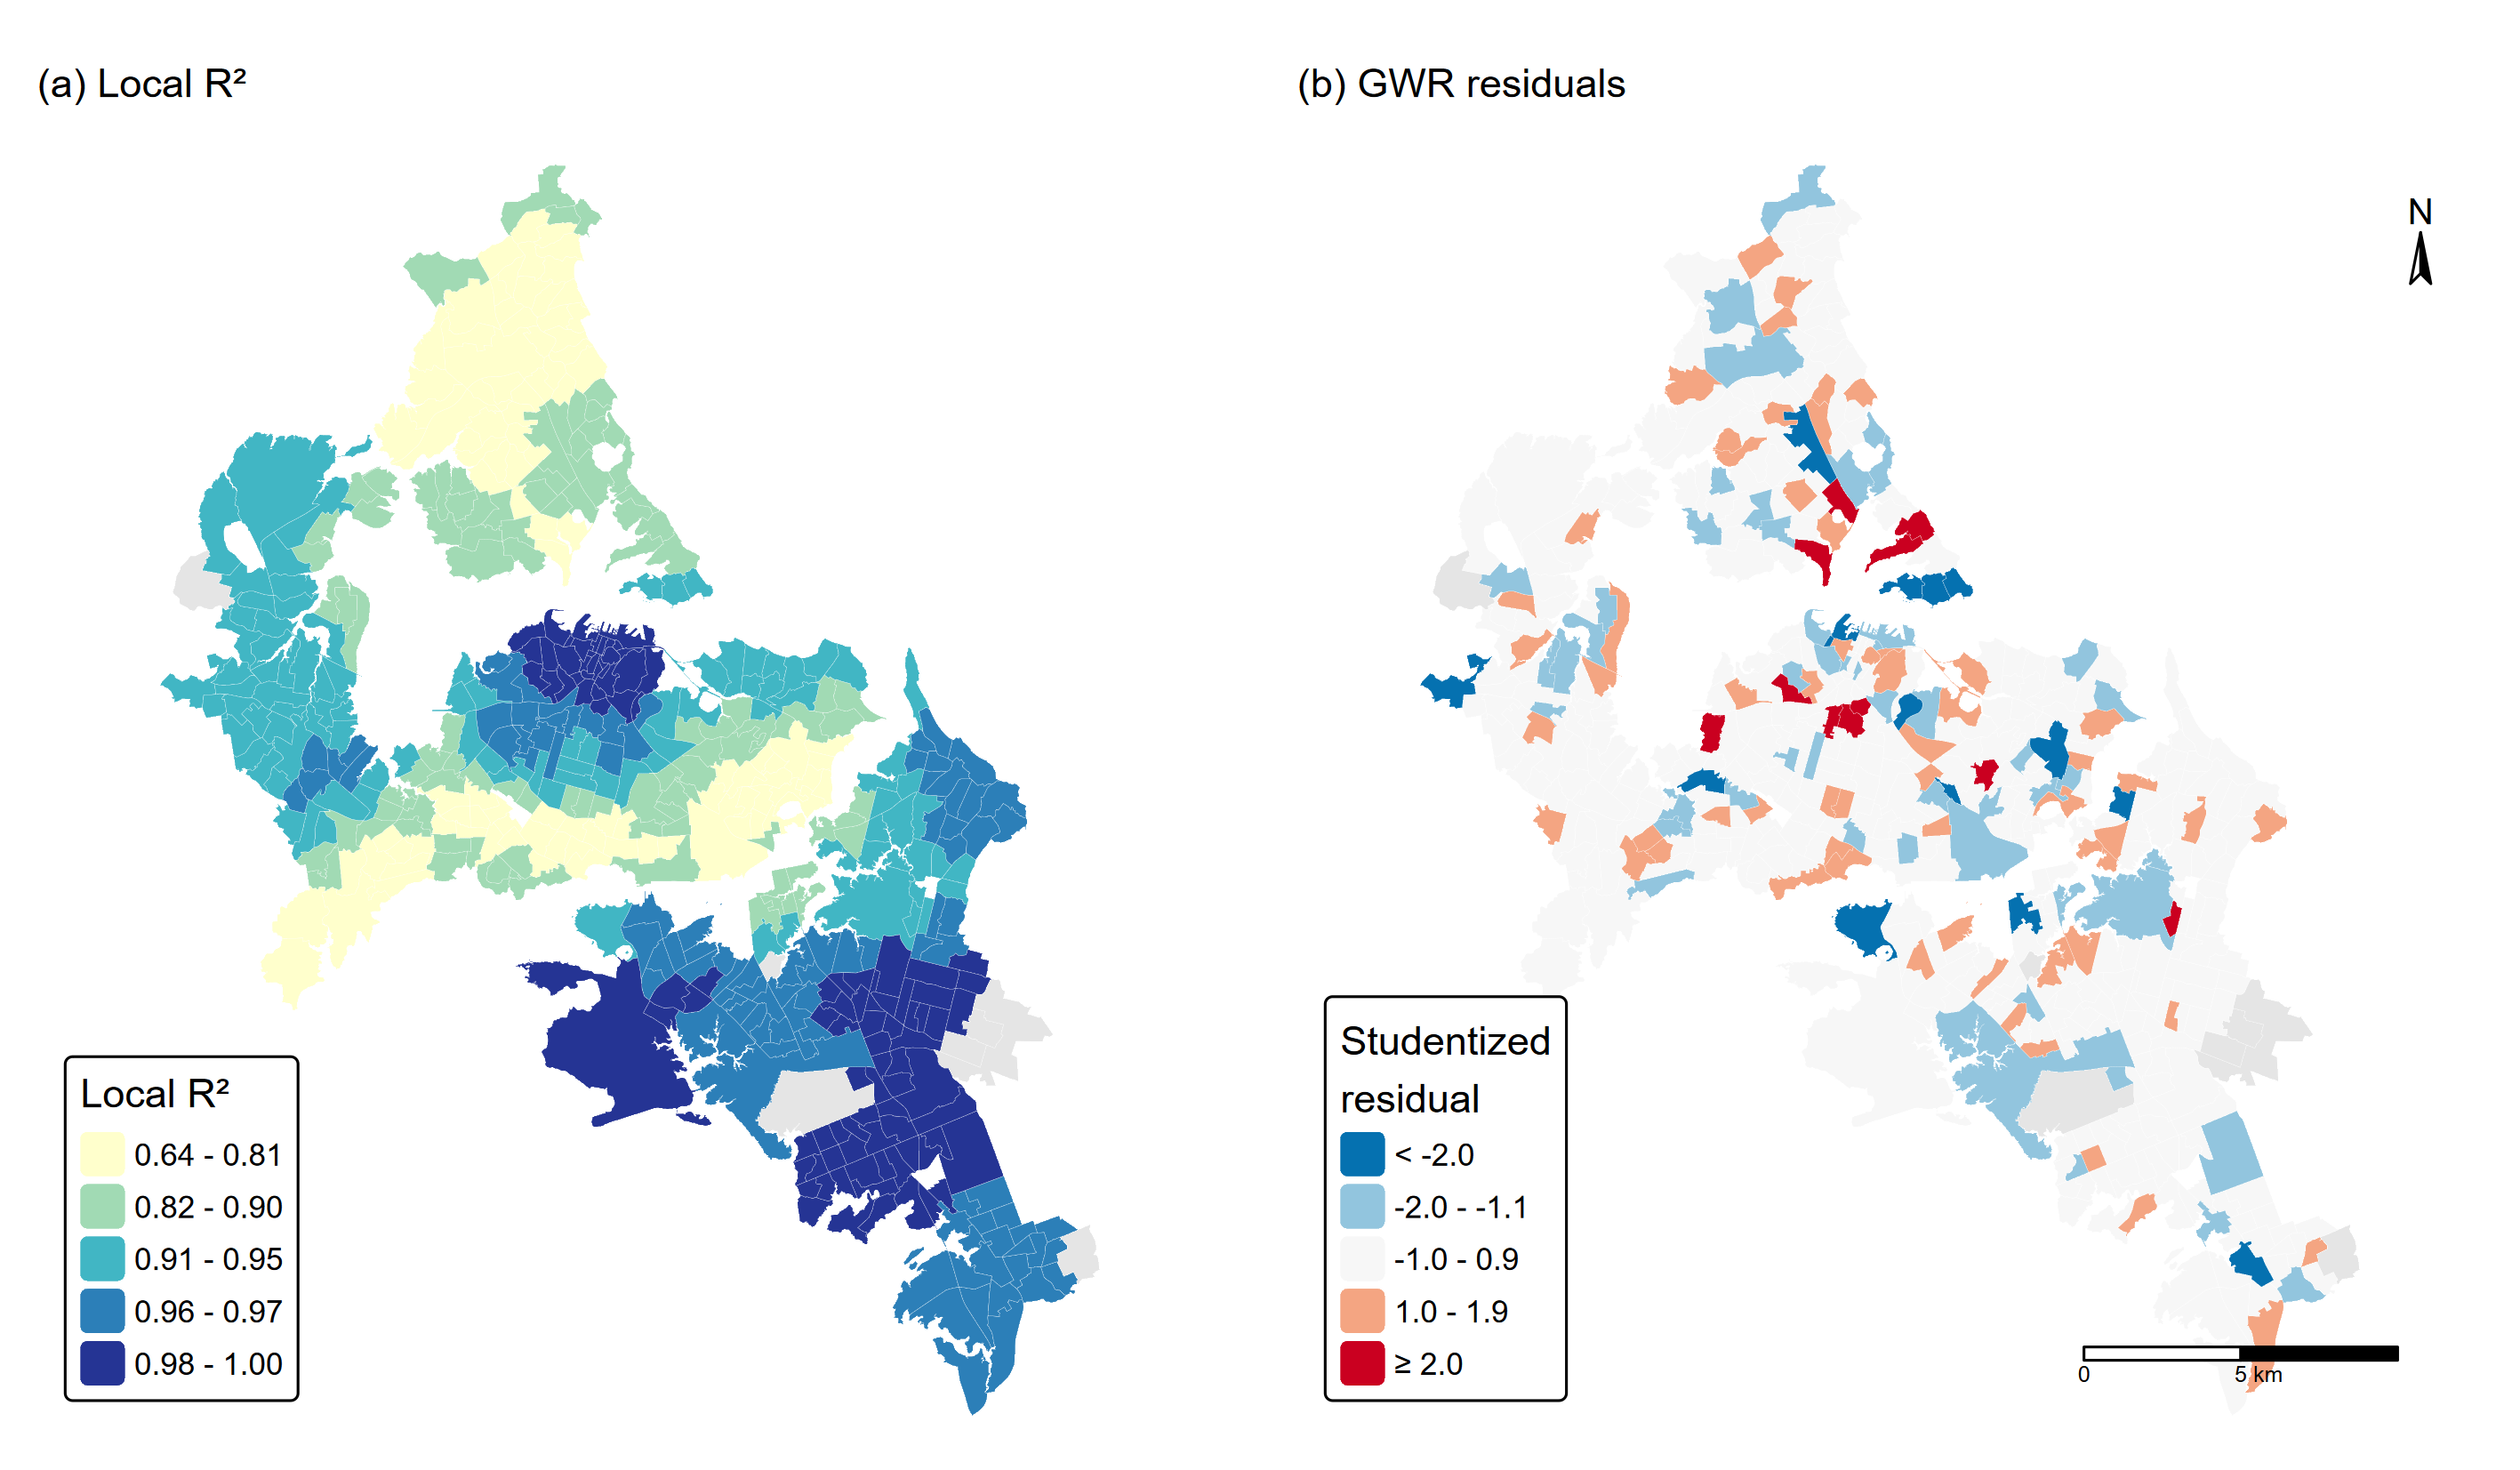 (a) Local R²
(b) GWR residuals
N
Local R²
0.64 - 0.81
0.82 - 0.90
0.91 - 0.95
0.96 - 0.97
0.98 - 1.00
Studentized
residual
< -2.0
-2.0 - -1.1
-1.0 - 0.9
1.0 - 1.9
≥ 2.0
0 5 km